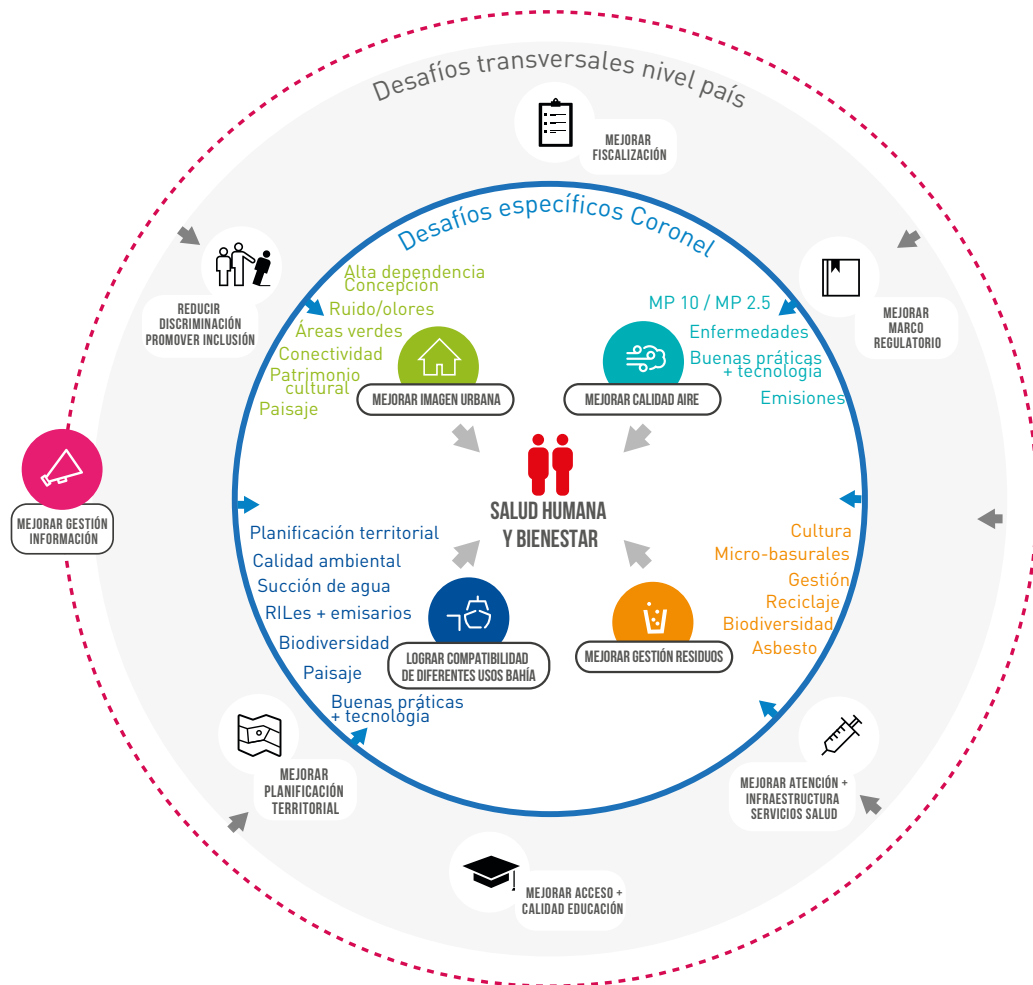 Desafíos transversales nivel país
MEJORAR
FISCALIZACIÓN
REDUCIR
DISCRIMINACIÓN
PROMOVER INCLUSIÓN
MEJORAR
MARCO
REGULATORIO
Desafíos específicos Coronel
Alta dependencia
Concepción
Ruido/olores
Áreas verdes
Conectividad
Patrimonio
cultural
Paisaje
MEJORAR IMAGEN URBANA
MP 10 / MP 2.5
Enfermedades
Buenas práticas
+ tecnología
Emisiones
MEJORAR CALIDAD AIRE
MEJORAR GESTIÓN
INFORMACIÓN
SALUD HUMANA
Y BIENESTAR
Planificación territorial
Calidad ambiental
Succión de agua
RILes + emisarios
Biodiversidad
Paisaje
Buenas práticas
+ tecnología
LOGRAR COMPATIBILIDAD
DE DIFERENTES USOS BAHÍA
Cultura
Micro-basurales
Gestión
Reciclaje
Biodiversidad
Asbesto
MEJORAR GESTIÓN RESIDUOS
MEJORAR
PLANIFICACIÓN
TERRITORIAL
MEJORAR ATENCIÓN +
INFRAESTRUCTURA
SERVICIOS SALUD
MEJORAR ACCESO +
CALIDAD EDUCACIÓN